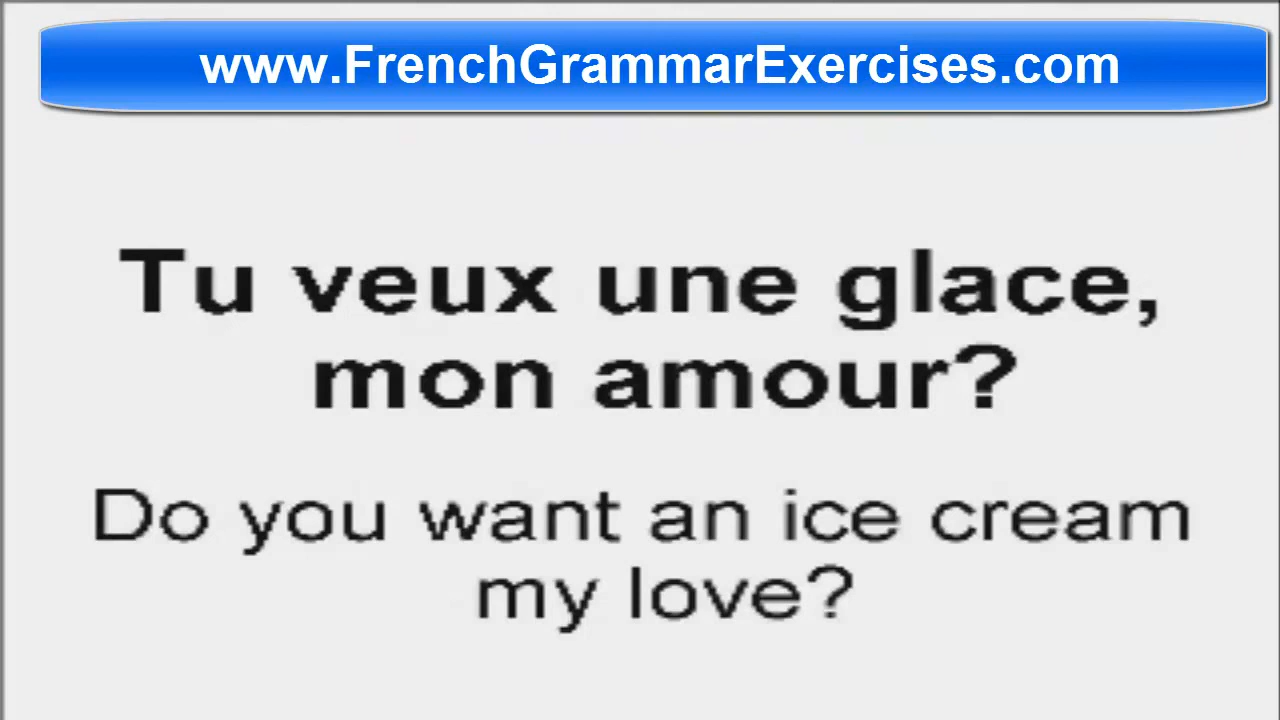 www.FrenchGrammarExercises.com
Tu veux une glace,
mon amour?
Do you want an ice cream
my love?